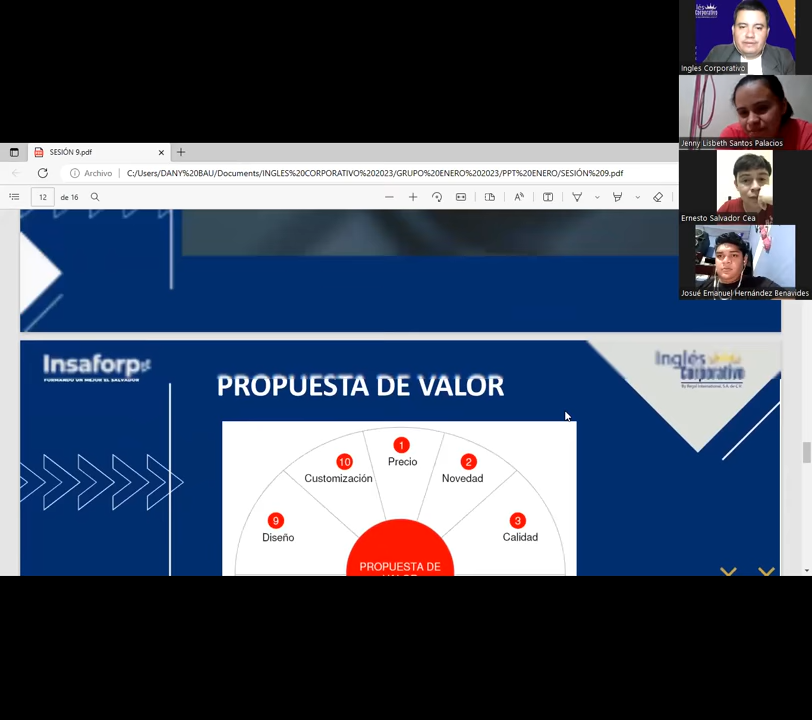 Ingles Corporativo
Jenny Lisbeth Santos Palacios
Ernesto Salvador Cea
Josué Emanuel Hernández Benavides
SESIÓN 9.pdf
Archivo
C:/Users/DANY%20BAU/Documents/INGLES%20CORPORATIVO%202023/GRUPO%20ENERO%202023/PPT%20ENERO/SESIÓN%209.pdf
12 de 16
Insaforp
FORMANDO UN MEJOR EL SALVADOR
PROPUESTA DE VALOR
Inglés
Corporativo
1
Precio
10
Customización
2
Novedad
9
Diseño
3
Calidad
PROPUESTA DE
VALOR